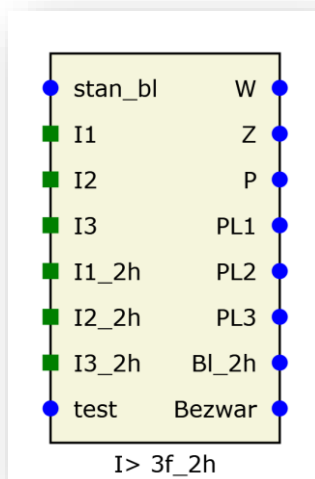 stan_bl W
I1 Z
I2 P
I3 PL1
I1_2h PL2
I2_2h PL3
I3_2h Bl_2h
test Bezwar
I> 3f_2h